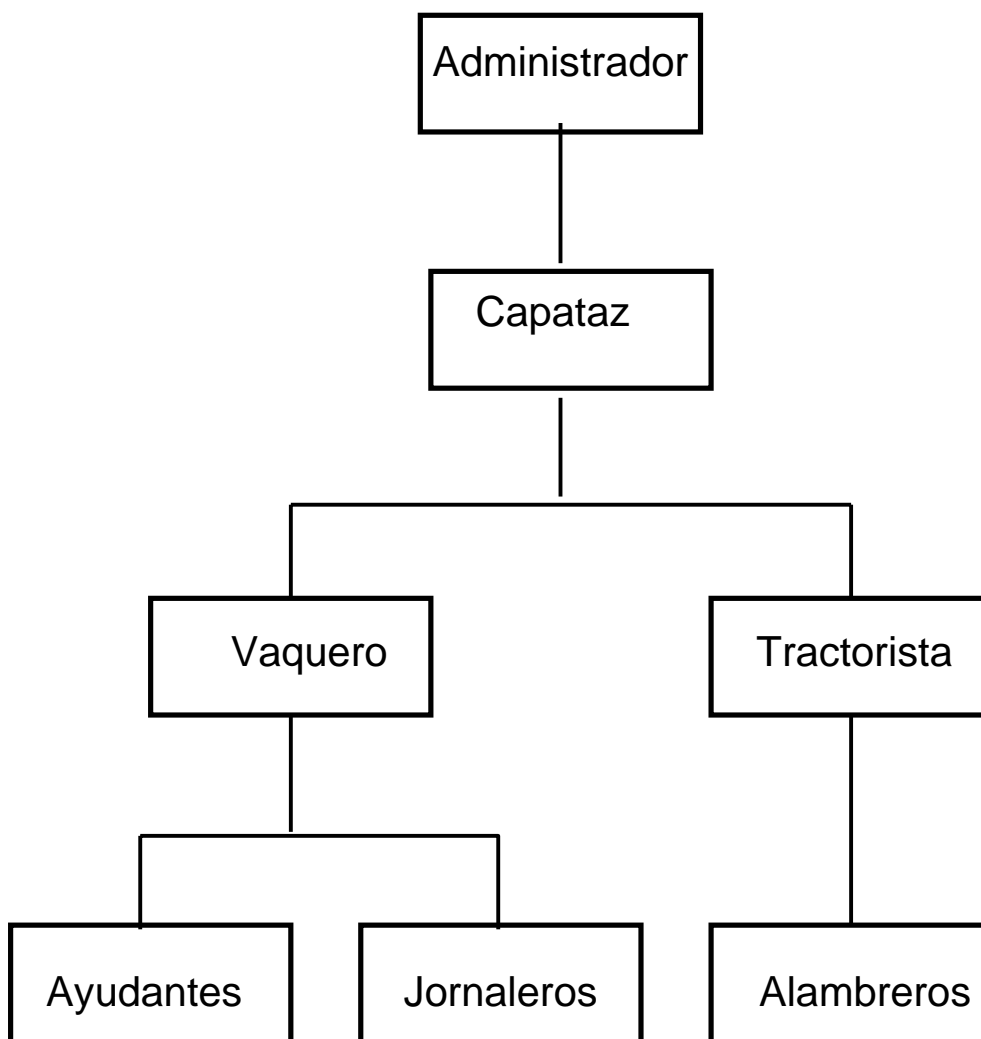 Administrador
Capataz
Vaquero
Tractorista
Ayudantes
Jornaleros
Alambreros